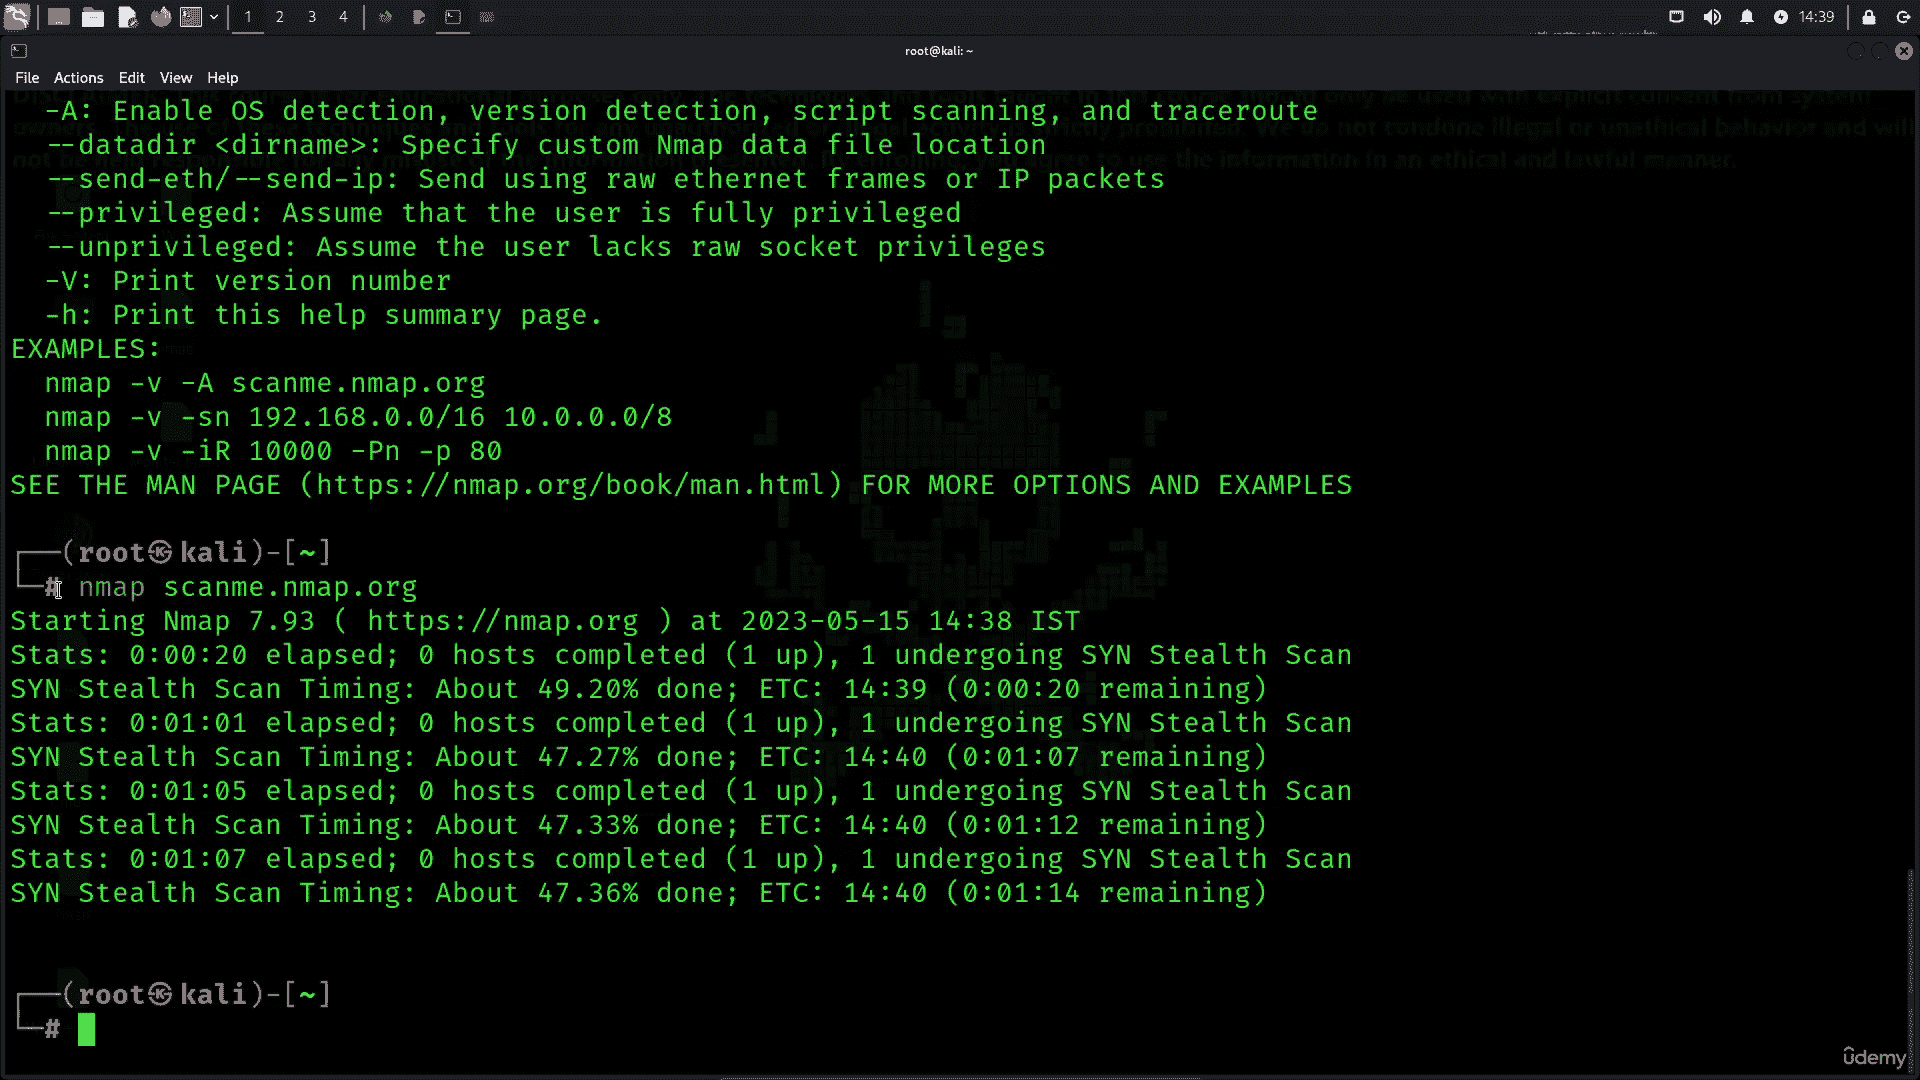 1 2 3 4 14:39
root@kali: ~
File Actions Edit View Help
-A: Enable OS detection, version detection, script scanning, and traceroute
--datadir <dirname>: Specify custom Nmap data file location
--send-eth/--send-ip: Send using raw ethernet frames or IP packets
--privileged: Assume that the user is fully privileged
--unprivileged: Assume the user lacks raw socket privileges
-V: Print version number
-h: Print this help summary page.
EXAMPLES:
nmap -v -A scanme.nmap.org
nmap -v -sn 192.168.0.0/16 10.0.0.0/8
nmap -v -iR 10000 -Pn -p 80
SEE THE MAN PAGE (https://nmap.org/book/man.html) FOR MORE OPTIONS AND EXAMPLES
┌──(root㉿kali)-[~]
└─# nmap scanme.nmap.org
Starting Nmap 7.93 ( https://nmap.org ) at 2023-05-15 14:38 IST
Stats: 0:00:20 elapsed; 0 hosts completed (1 up), 1 undergoing SYN Stealth Scan
SYN Stealth Scan Timing: About 49.20% done; ETC: 14:39 (0:00:20 remaining)
Stats: 0:01:01 elapsed; 0 hosts completed (1 up), 1 undergoing SYN Stealth Scan
SYN Stealth Scan Timing: About 47.27% done; ETC: 14:40 (0:01:07 remaining)
Stats: 0:01:05 elapsed; 0 hosts completed (1 up), 1 undergoing SYN Stealth Scan
SYN Stealth Scan Timing: About 47.33% done; ETC: 14:40 (0:01:12 remaining)
Stats: 0:01:07 elapsed; 0 hosts completed (1 up), 1 undergoing SYN Stealth Scan
SYN Stealth Scan Timing: About 47.36% done; ETC: 14:40 (0:01:14 remaining)
┌──(root㉿kali)-[~]
└─#
ûdemy